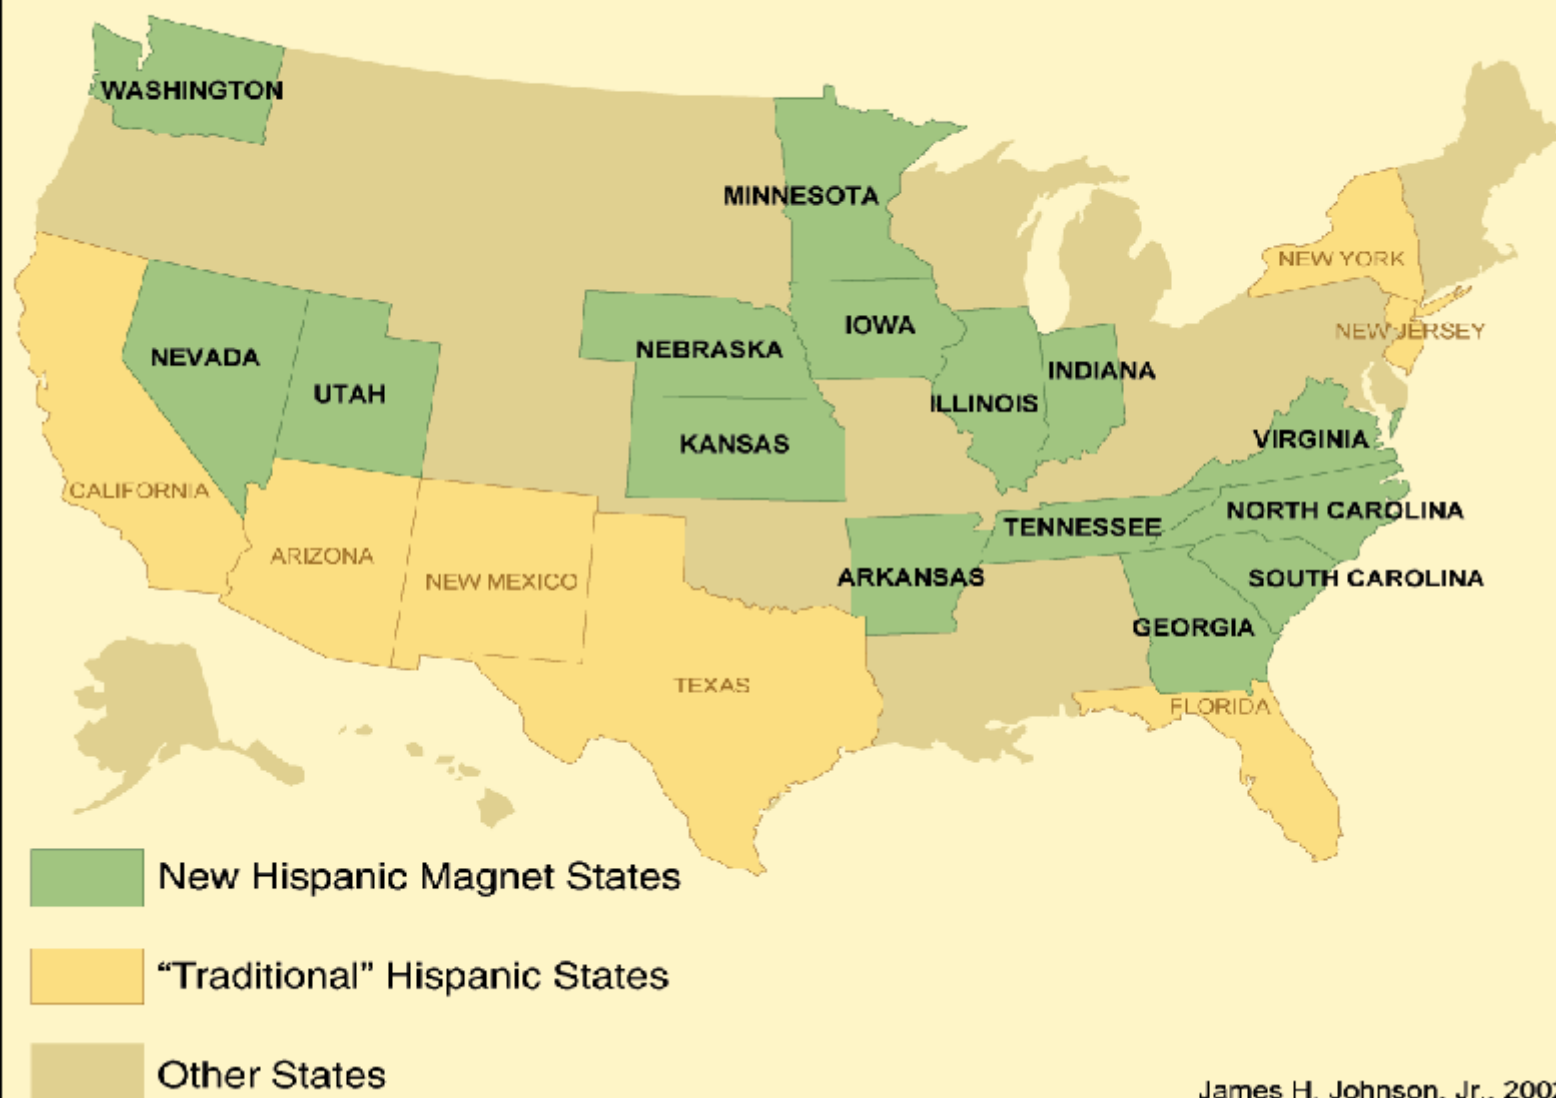 WASHINGTON
MINNESOTA
NEW YORK
IOWA
NEW JERSEY
NEBRASKA
NEVADA
INDIANA
UTAH
ILLINOIS
VIRGINIA
KANSAS
CALIFORNIA
NORTH CAROLINA
TENNESSEE
ARIZONA
ARKANSAS
SOUTH CAROLINA
NEW MEXICO
GEORGIA
TEXAS
FLORIDA
New Hispanic Magnet States
“Traditional” Hispanic States
Other States
James H. Johnson, Jr.,